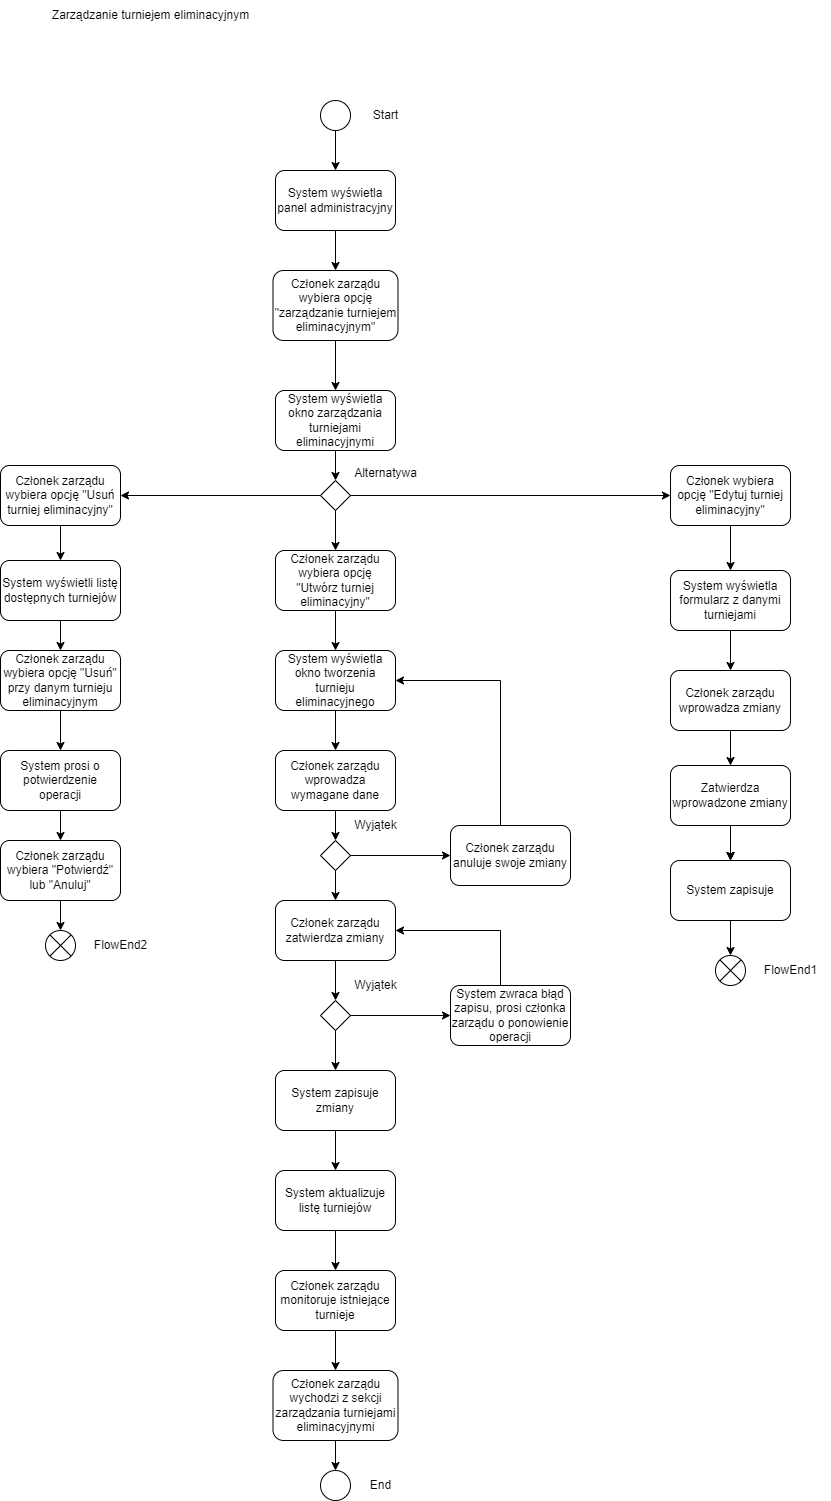 Zarządzanie turniejem eliminacyjnym
Start
System wyświetla
panel administracyjny
Członek zarządu
wybiera opcję
"zarządzanie turniejem
eliminacyjnym"
System wyświetla
okno zarządzania
turniejami
eliminacyjnymi
Alternatywa
Członek zarządu
wybiera opcję "Usuń
turniej eliminacyjny"
System wyświetli listę
dostępnych turniejów
Członek zarządu
wybiera opcję "Usuń"
przy danym turnieju
eliminacyjnym
System prosi o
potwierdzenie
operacji
Członek zarządu
wybiera "Potwierdź"
lub "Anuluj"
FlowEnd2
Członek zarządu
wybiera opcję
"Utwórz turniej
eliminacyjny"
System wyświetla
okno tworzenia
turnieju
eliminacyjnego
Członek zarządu
wprowadza
wymagane dane
Wyjątek
Członek zarządu
anuluje swoje zmiany
Członek zarządu
zatwierdza zmiany
Wyjątek
System zwraca błąd
zapisu, prosi członka
zarządu o ponowienie
operacji
System zapisuje
zmiany
System aktualizuje
listę turniejów
Członek zarządu
monitoruje istniejące
turnieje
Członek zarządu
wychodzi z sekcji
zarządzania turniejami
eliminacyjnymi
End
Członek wybiera
opcję "Edytuj turniej
eliminacyjny"
System wyświetla
formularz z danymi
turniejami
Członek zarządu
wprowadza zmiany
Zatwierdza
wprowadzone zmiany
System zapisuje
FlowEnd1